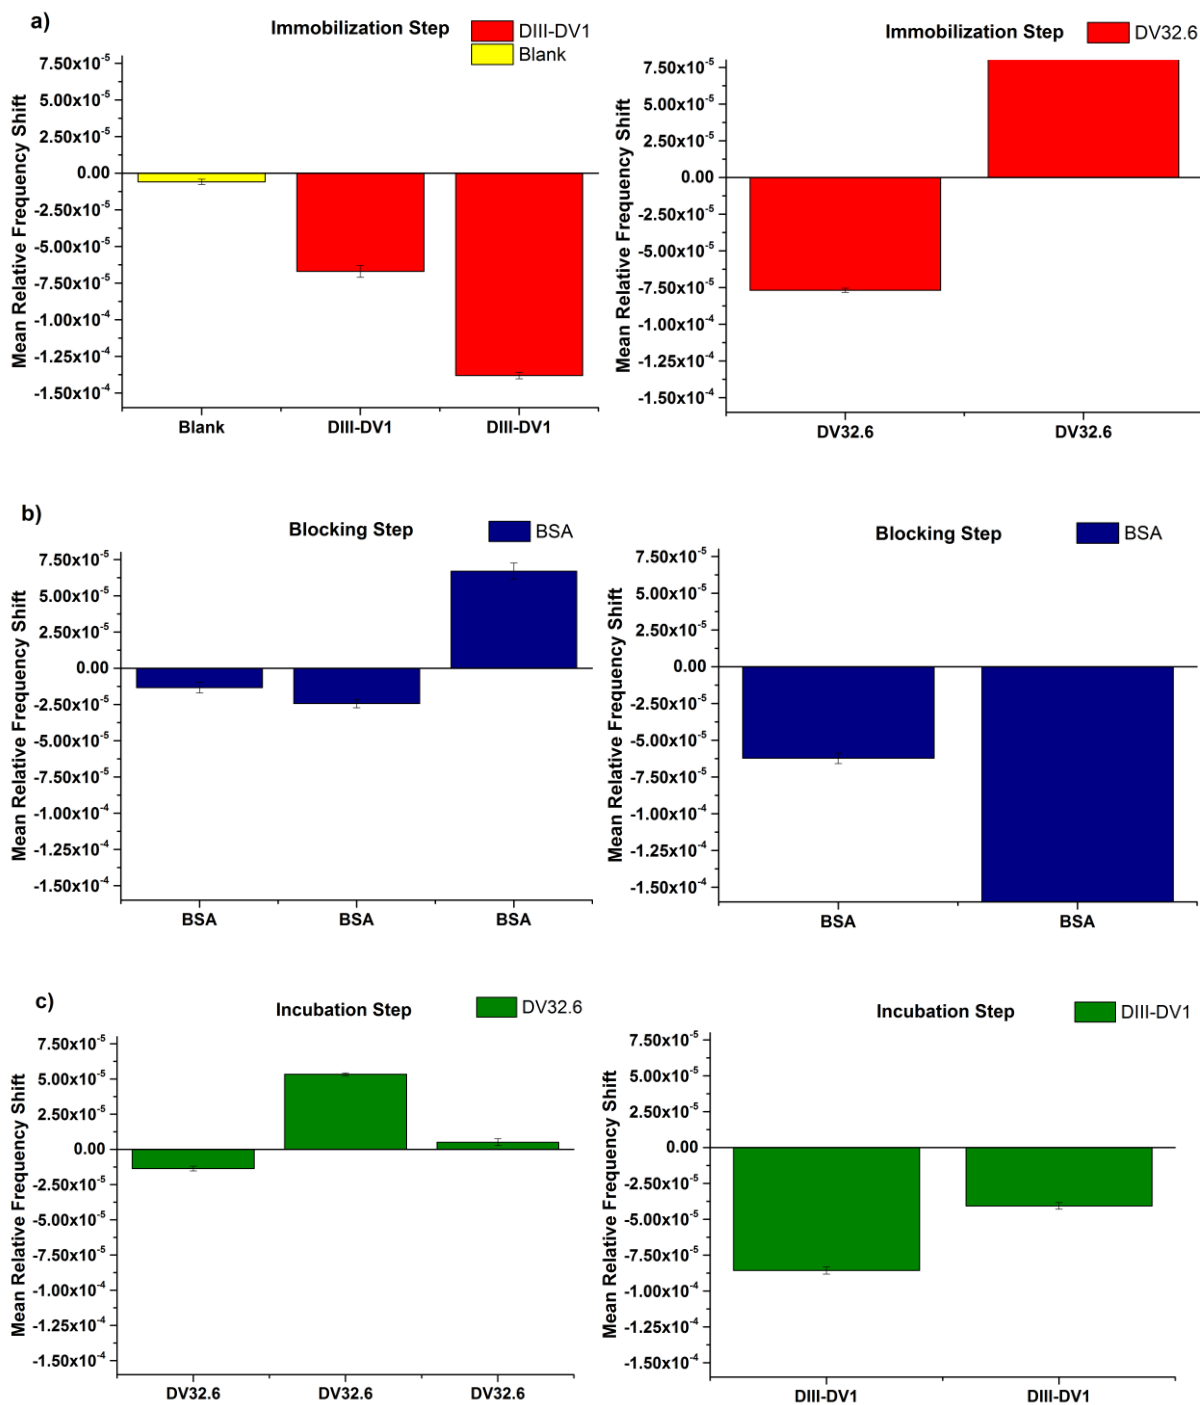 a)
Immobilization Step
DIII-DV1
Blank
Mean Relative Frequency Shift
7.50x10⁻⁵
5.00x10⁻⁵
2.50x10⁻⁵
0.00
-2.50x10⁻⁵
-5.00x10⁻⁵
-7.50x10⁻⁵
-1.00x10⁻⁴
-1.25x10⁻⁴
-1.50x10⁻⁴
Blank DIII-DV1 DIII-DV1
Immobilization Step
DV32.6
Mean Relative Frequency Shift
7.50x10⁻⁵
5.00x10⁻⁵
2.50x10⁻⁵
0.00
-2.50x10⁻⁵
-5.00x10⁻⁵
-7.50x10⁻⁵
-1.00x10⁻⁴
-1.25x10⁻⁴
-1.50x10⁻⁴
DV32.6 DV32.6
b)
Blocking Step
BSA
Mean Relative Frequency Shift
7.50x10⁻⁵
5.00x10⁻⁵
2.50x10⁻⁵
0.00
-2.50x10⁻⁵
-5.00x10⁻⁵
-7.50x10⁻⁵
-1.00x10⁻⁴
-1.25x10⁻⁴
-1.50x10⁻⁴
BSA BSA BSA
Blocking Step
BSA
Mean Relative Frequency Shift
7.50x10⁻⁵
5.00x10⁻⁵
2.50x10⁻⁵
0.00
-2.50x10⁻⁵
-5.00x10⁻⁵
-7.50x10⁻⁵
-1.00x10⁻⁴
-1.25x10⁻⁴
-1.50x10⁻⁴
BSA BSA
c)
Incubation Step
DV32.6
Mean Relative Frequency Shift
7.50x10⁻⁵
5.00x10⁻⁵
2.50x10⁻⁵
0.00
-2.50x10⁻⁵
-5.00x10⁻⁵
-7.50x10⁻⁵
-1.00x10⁻⁴
-1.25x10⁻⁴
-1.50x10⁻⁴
DV32.6 DV32.6 DV32.6
Incubation Step
DIII-DV1
Mean Relative Frequency Shift
7.50x10⁻⁵
5.00x10⁻⁵
2.50x10⁻⁵
0.00
-2.50x10⁻⁵
-5.00x10⁻⁵
-7.50x10⁻⁵
-1.00x10⁻⁴
-1.25x10⁻⁴
-1.50x10⁻⁴
DIII-DV1 DIII-DV1